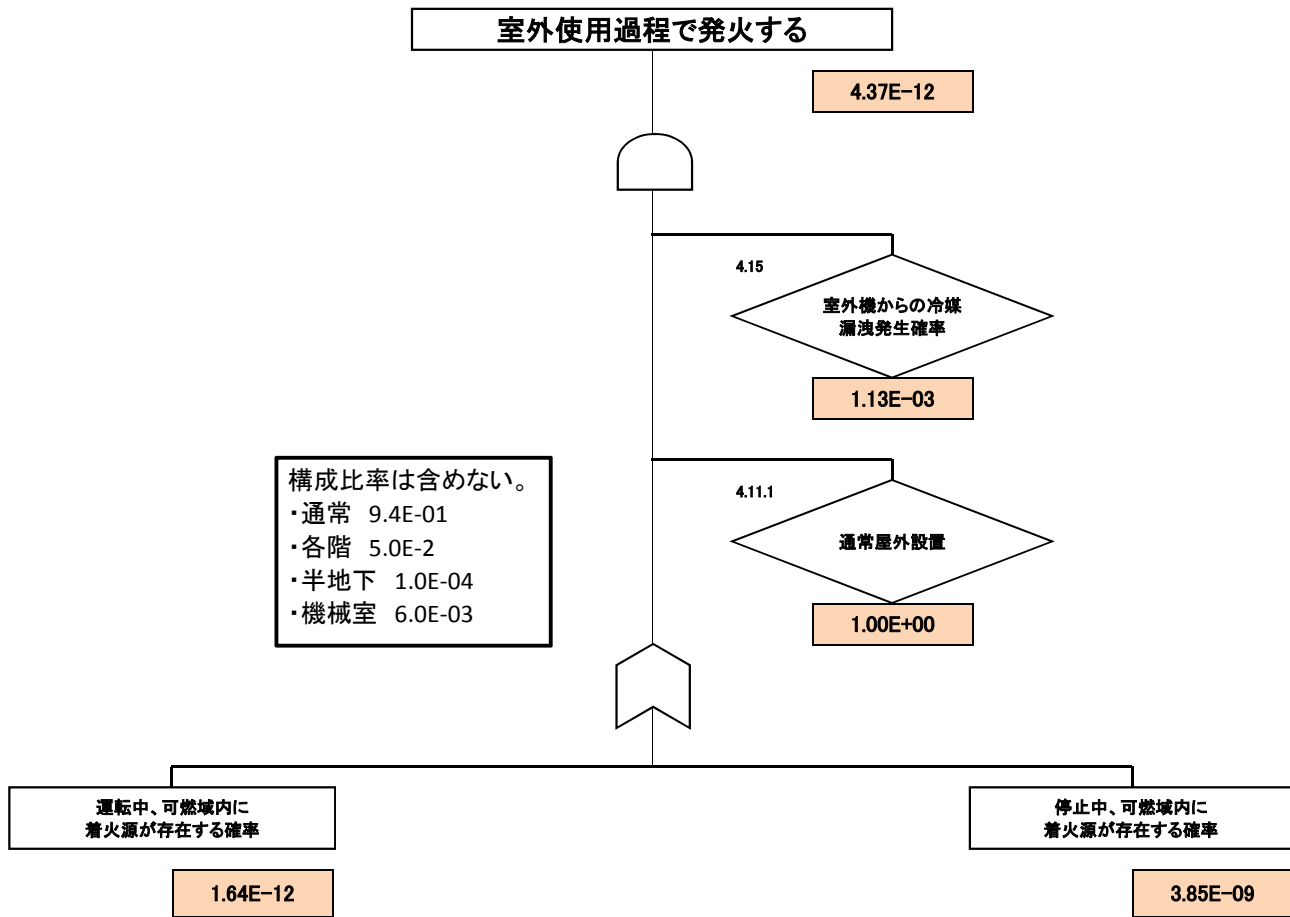 室外使用過程で発火する
4.37E-12
4.15
室外機からの冷媒
漏洩発生確率
1.13E-03
構成比率は含めない。
・通常 9.4E-01
・各階 5.0E-2
・半地下 1.0E-04
・機械室 6.0E-03
4.11.1
通常屋外設置
1.00E+00
運転中、可燃域内に
着火源が存在する確率
1.64E-12
停止中、可燃域内に
着火源が存在する確率
3.85E-09